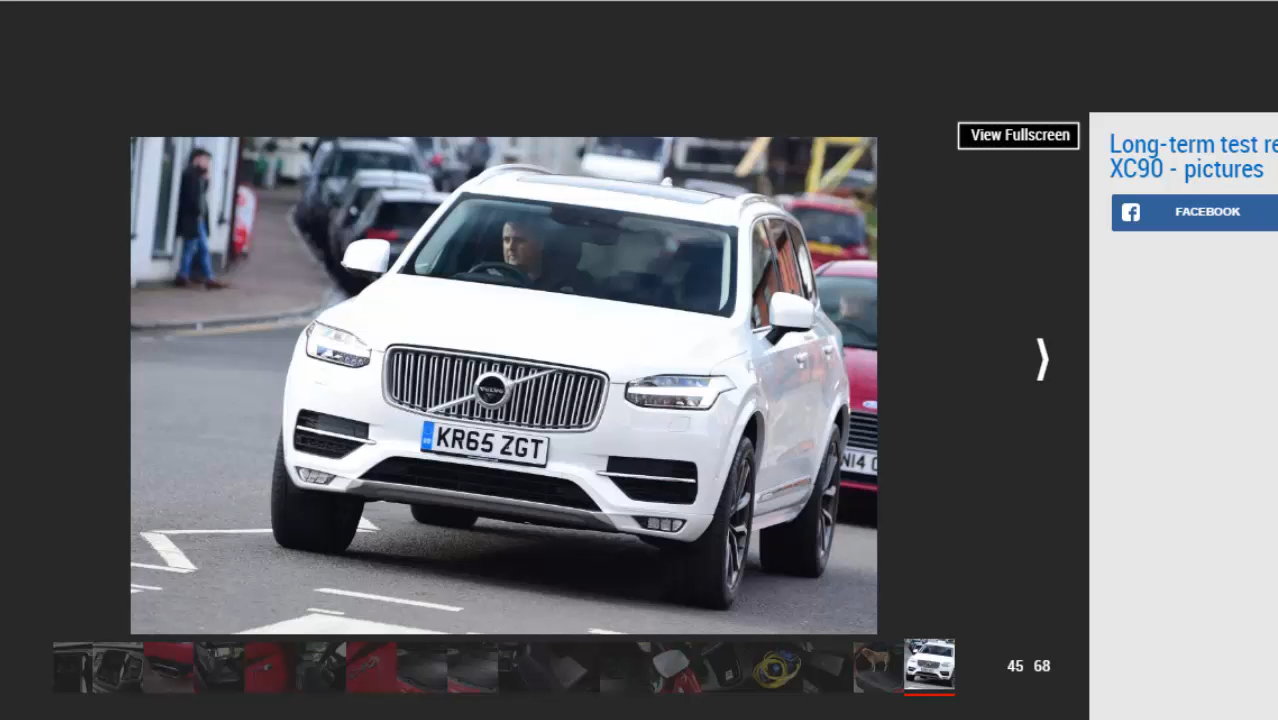 View Fullscreen
Long-term test re
XC90 - pictures
FACEBOOK
VOLVO
KR65 ZGT
N14
45 68